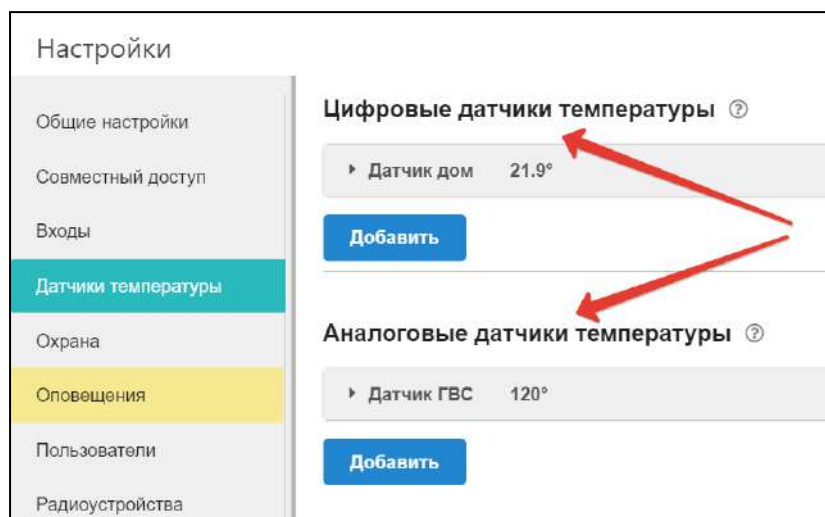 Настройки
Общие настройки
Совместный доступ
Входы
Датчики температуры
Охрана
Оповещения
Пользователи
Радиоустройства
Цифровые датчики температуры ?
Датчик дом 21.9°
Добавить
Аналоговые датчики температуры ?
Датчик ГВС 120°
Добавить